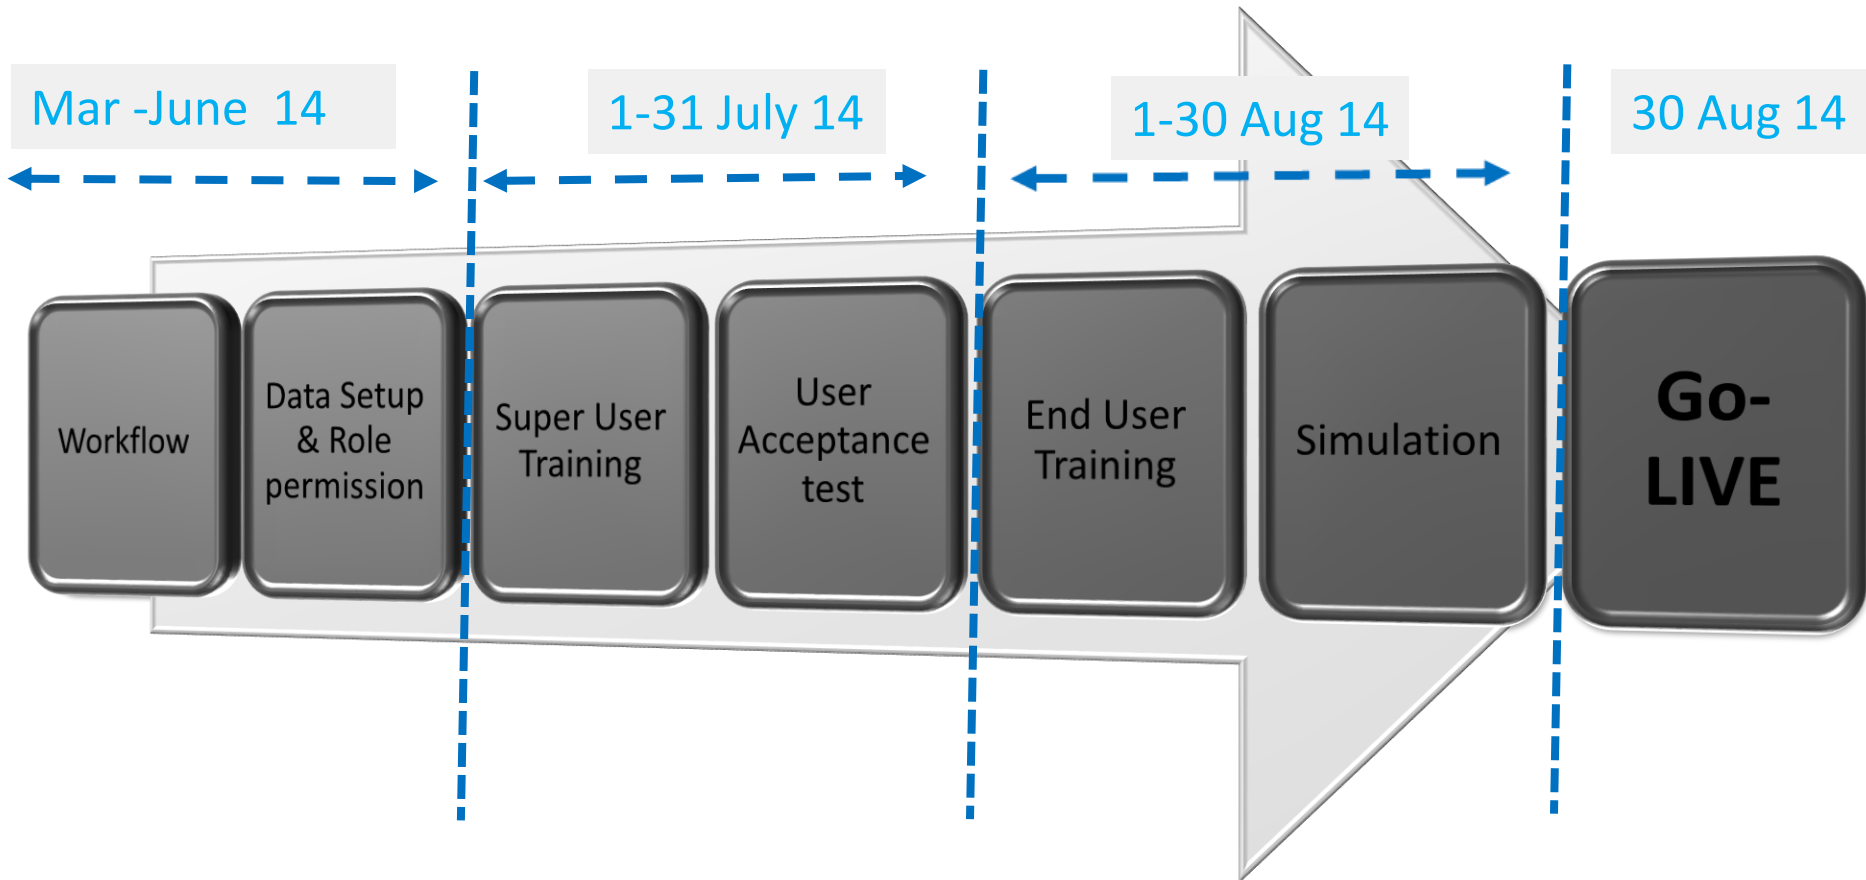 Mar -June  14
1-31 July 14
1-30 Aug 14
30 Aug 14
Workflow
Data Setup
& Role
permission
Super User
Training
User
Acceptance
test
End User
Training
Simulation
Go-
LIVE